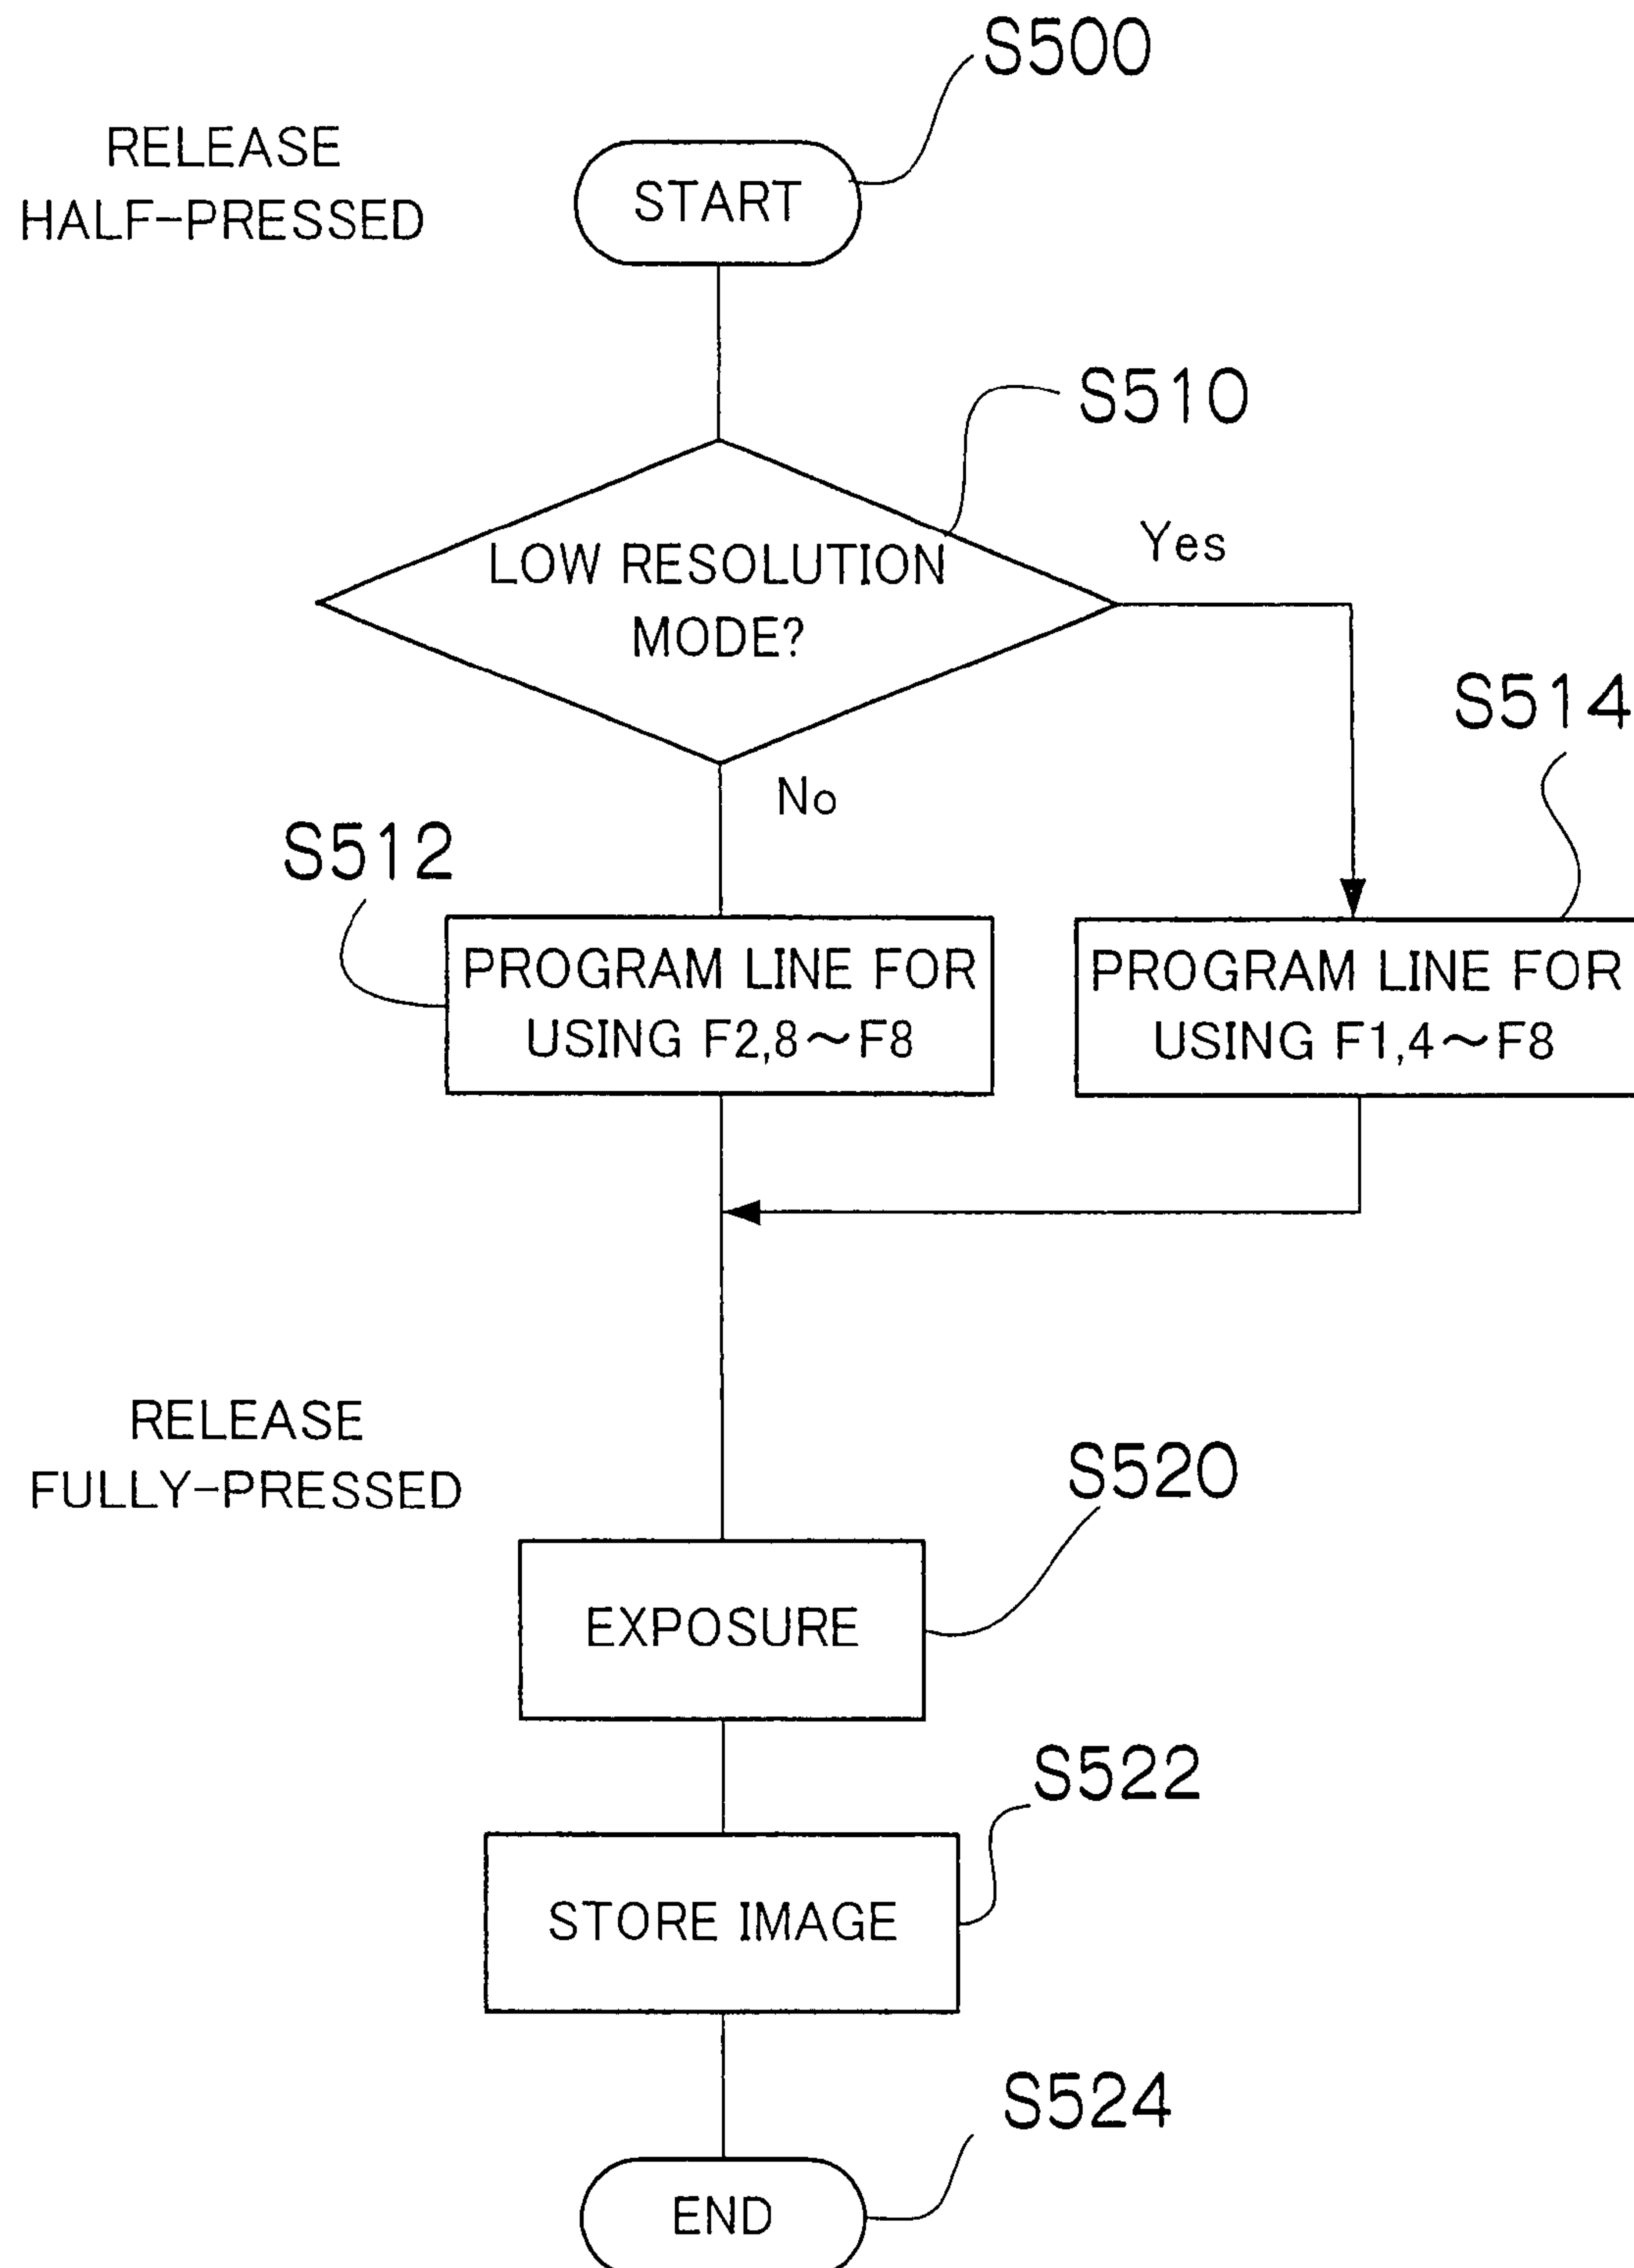 S500
RELEASE
HALF-PRESSED
START
S510
LOW RESOLUTION
MODE?
Yes
S514
No
S512
PROGRAM LINE FOR
USING F2,8～F8
PROGRAM LINE FOR
USING F1,4～F8
RELEASE
FULLY-PRESSED
S520
EXPOSURE
S522
STORE IMAGE
S524
END